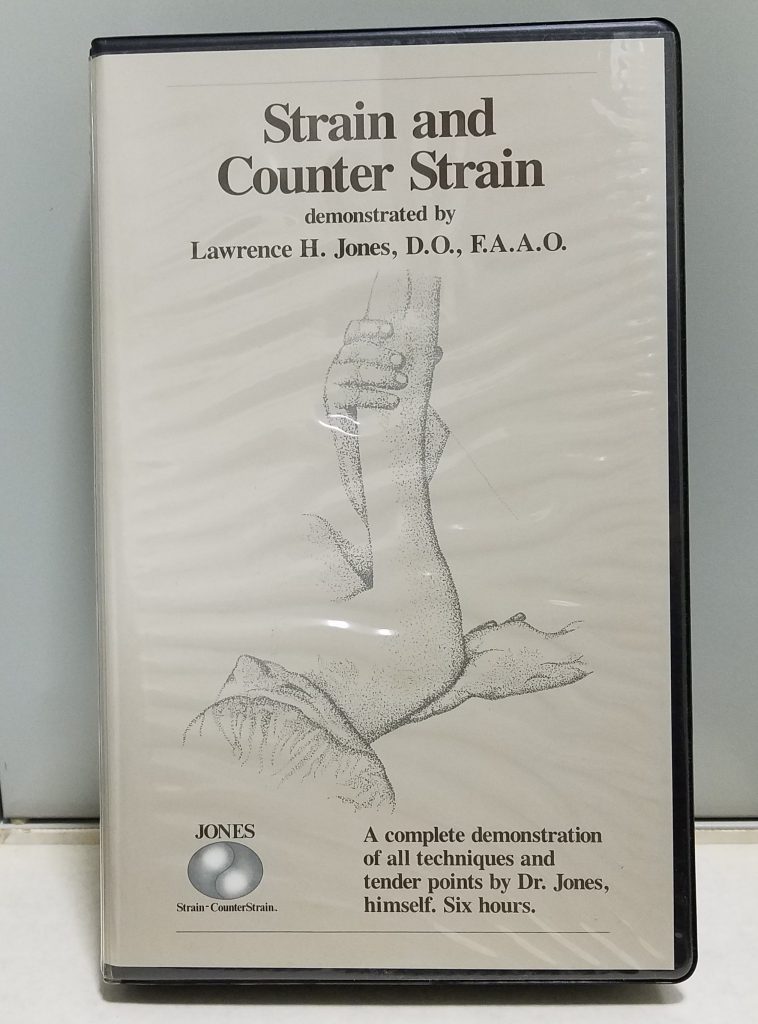 Strain and
Counter Strain
demonstrated by
Lawrence H. Jones, D.O., F.A.A.O.
JONES
Strain-CounterStrain™
A complete demonstration
of all techniques and
tender points by Dr. Jones,
himself. Six hours.